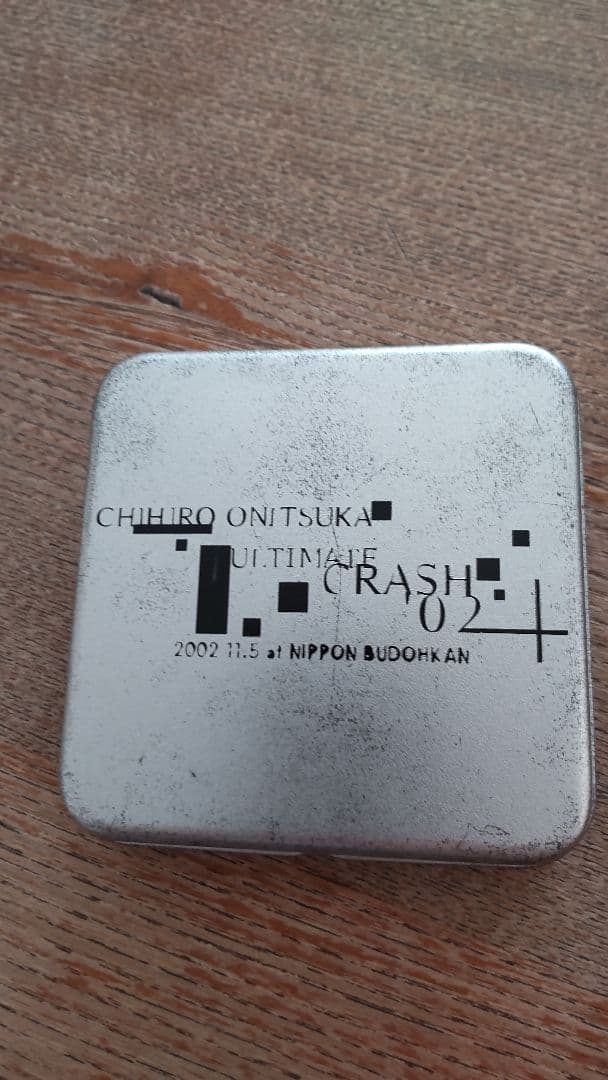 CHIHIRO ONITSUKA
ULTIMATE
CRASH
'02
2002 11.5 at NIPPON BUDOHKAN